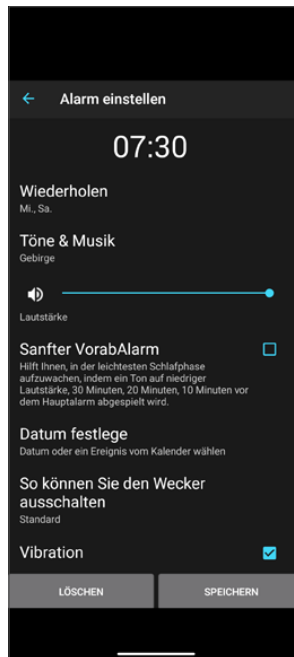 Alarm einstellen
07:30
Wiederholen
Mi., Sa.
Töne & Musik
Gebirge
Lautstärke
Sanfter VorabAlarm
Hilft Ihnen, in der leichtesten Schlafphase
aufzuwachen, indem ein Ton auf niedriger
Lautstärke, 30 Minuten, 20 Minuten, 10 Minuten vor
dem Hauptalarm abgespielt wird.
Datum festlege
Datum oder ein Ereignis vom Kalender wählen
So können Sie den Wecker
ausschalten
Standard
Vibration
LÖSCHEN
SPEICHERN